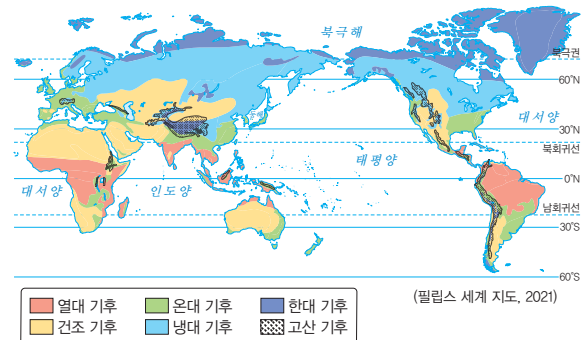 북극해
북극권
60°N
동해
대서양
30°N
북회귀선
태평양
대서양
인도양
0°N
남회귀선
30°S
60°S
(필립스 세계 지도, 2021)
열대 기후
온대 기후
한대 기후
건조 기후
냉대 기후
고산 기후